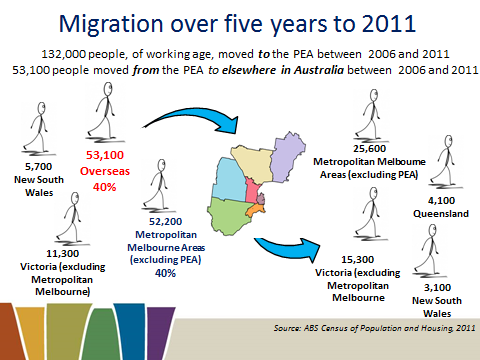 Migration over five years to 2011
132,000 people, of working age, moved to the PEA between 2006 and 2011
53,100 people moved from the PEA to elsewhere in Australia between 2006 and 2011
5,700
New South
Wales
53,100
Overseas
40%
11,300
Victoria (excluding
Metropolitan
Melbourne)
52,200
Metropolitan
Melbourne Areas
(excluding PEA)
40%
25,600
Metropolitan Melbourne
Areas (excluding PEA)
4,100
Queensland
15,300
Victoria (excluding
Metropolitan
Melbourne
3,100
New South
Wales
Source: ABS Census of Population and Housing, 2011